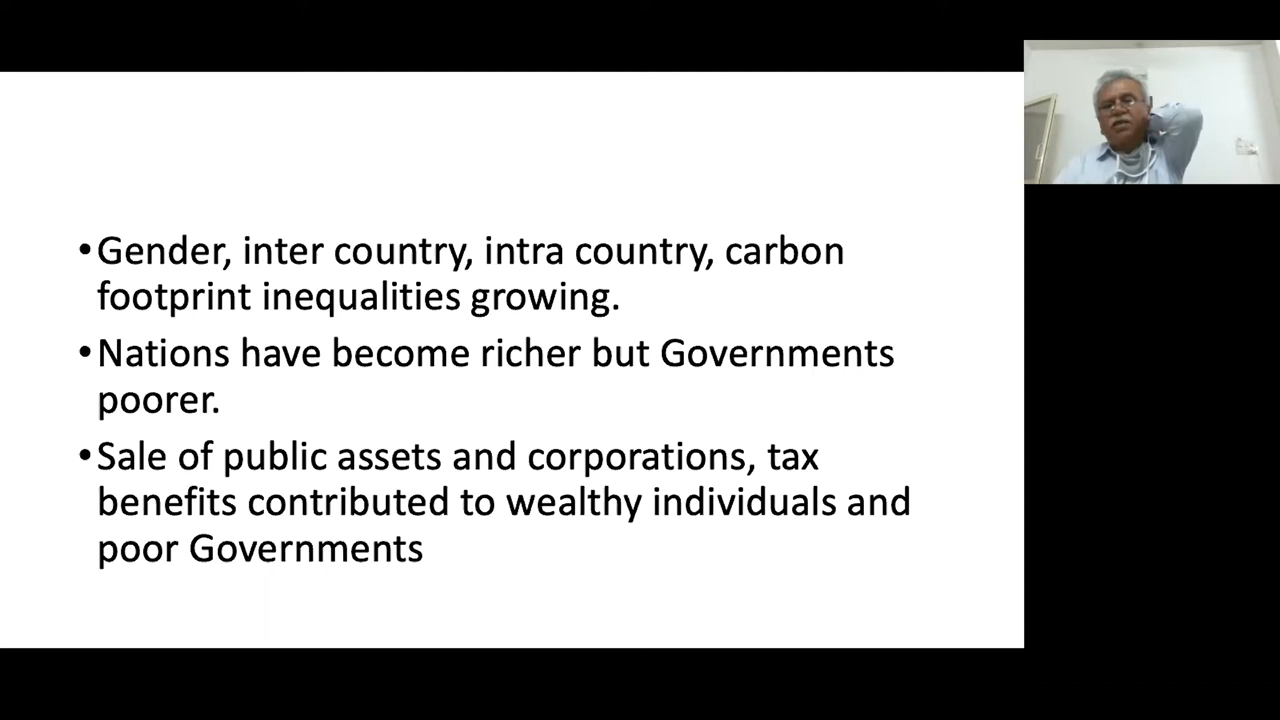 •Gender, inter country, intra country, carbon
footprint inequalities growing.
•Nations have become richer but Governments
poorer.
•Sale of public assets and corporations, tax
benefits contributed to wealthy individuals and
poor Governments